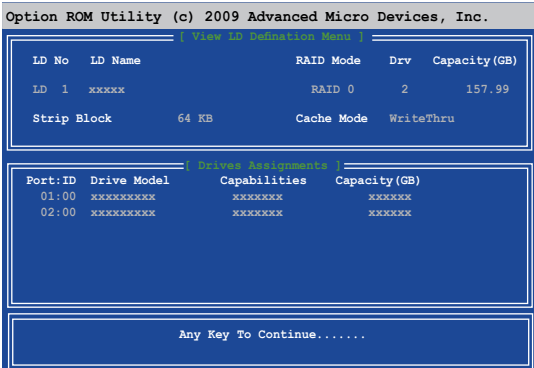 Option ROM Utility (c) 2009 Advanced Micro Devices, Inc.
[ View LD Defination Menu ]
LD No LD Name RAID Mode Drv Capacity(GB)
LD 1 xxxxx RAID 0 2 157.99
Strip Block 64 KB Cache Mode WriteThru
[ Drives Assignments ]
Port:ID Drive Model Capabilities Capacity(GB)
01:00 xxxxxxxxx xxxxxxx xxxxxx
02:00 xxxxxxxxx xxxxxxx xxxxxx
Any Key To Continue.......